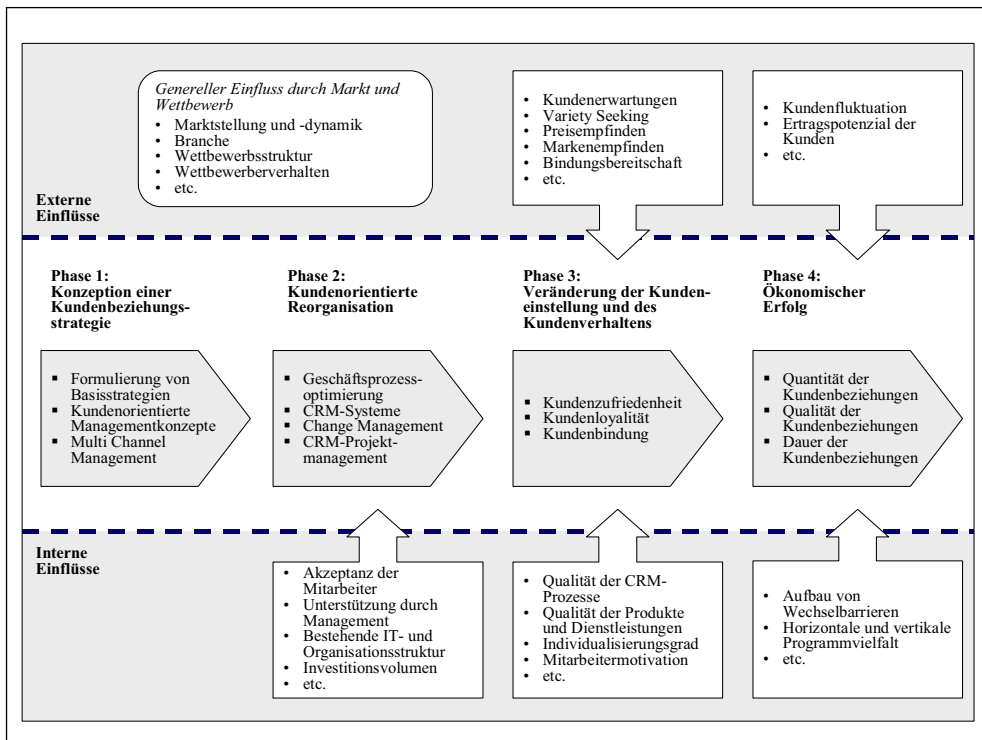 Genereller Einfluss durch Markt und
Wettbewerb
• Marktstellung und -dynamik
• Branche
• Wettbewerbsstruktur
• Wettbewerberverhalten
• etc.
• Kundenerwartungen
• Variety Seeking
• Preisempfinden
• Markenempfinden
• Bindungsbereitschaft
• etc.
• Kundenfluktuation
• Ertragspotenzial der
Kunden
• etc.
Externe
Einflüsse
Phase 1:
Konzeption einer
Kundenbeziehungs-
strategie
Phase 2:
Kundenorientierte
Reorganisation
Phase 3:
Veränderung der Kunden-
einstellung und des
Kundenverhaltens
Phase 4:
Ökonomischer
Erfolg
▪ Formulierung von
Basisstrategien
▪ Kundenorientierte
Managementkonzepte
▪ Multi Channel
Management
▪ Geschäftsprozess-
optimierung
▪ CRM-Systeme
▪ Change Management
▪ CRM-Projekt-
management
▪ Kundenzufriedenheit
▪ Kundenloyalität
▪ Kundenbindung
▪ Quantität der
Kundenbeziehungen
▪ Qualität der
Kundenbeziehungen
▪ Dauer der
Kundenbeziehungen
Interne
Einflüsse
• Akzeptanz der
Mitarbeiter
• Unterstützung durch
Management
• Bestehende IT- und
Organisationsstruktur
• Investitionsvolumen
• etc.
• Qualität der CRM-
Prozesse
• Qualität der Produkte
und Dienstleistungen
• Individualisierungsgrad
• Mitarbeitermotivation
• etc.
• Aufbau von
Wechselbarrieren
• Horizontale und vertikale
Programmvielfalt
• etc.